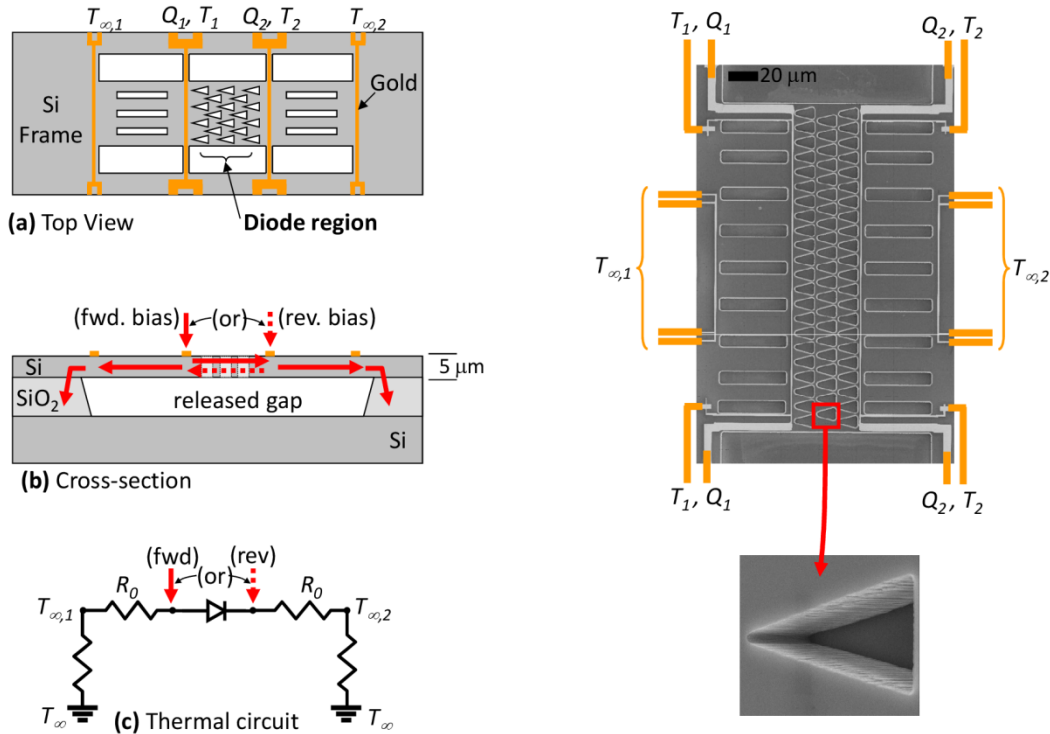 T∞,1 Q1, T1 Q2, T2 T∞,2
Gold
Si
Frame
(a) Top View
Diode region
(fwd. bias) (or) (rev. bias)
Si
5 μm
SiO2
released gap
Si
(b) Cross-section
(fwd) (rev)
(or)
R0 R0
T∞,1 T∞,2
T∞ T∞
(c) Thermal circuit
T1 Q1 Q2, T2
20 μm
T∞,1 T∞,2
T1, Q1 Q2, T2